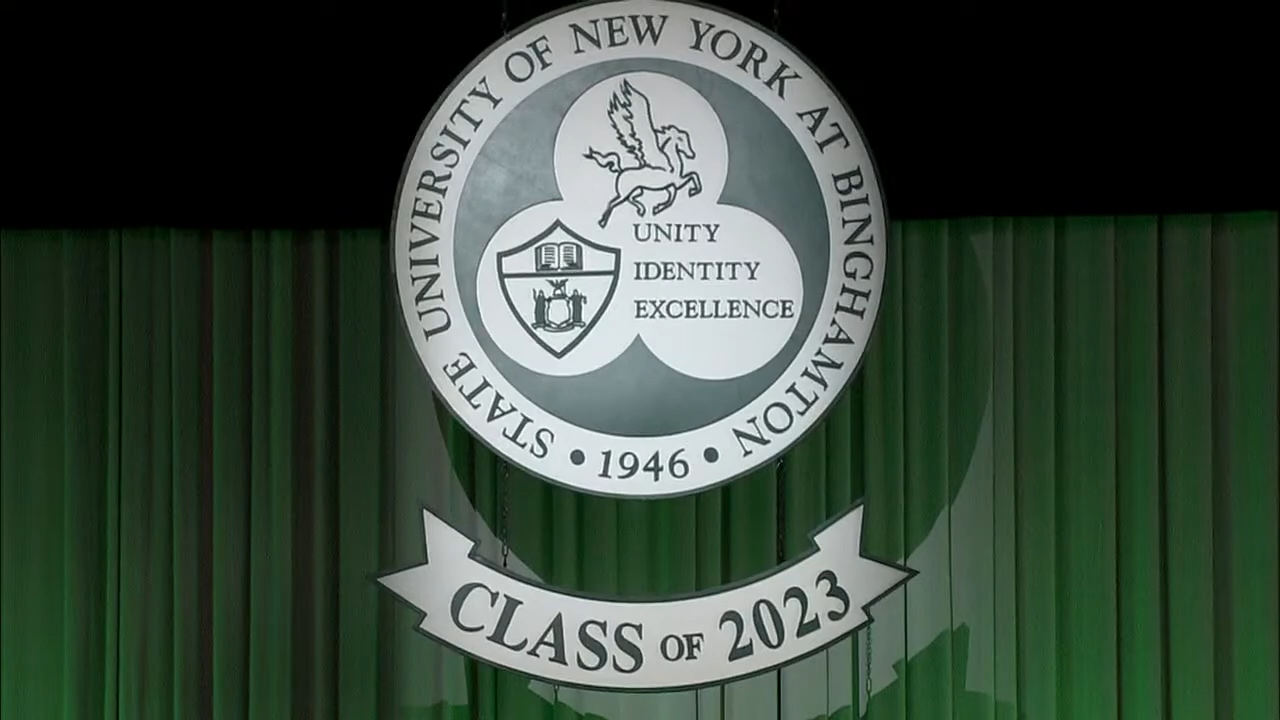 STATE UNIVERSITY OF NEW YORK AT BINGHAMTON
UNITY
IDENTITY
EXCELLENCE
• 1946 •
CLASS OF 2023